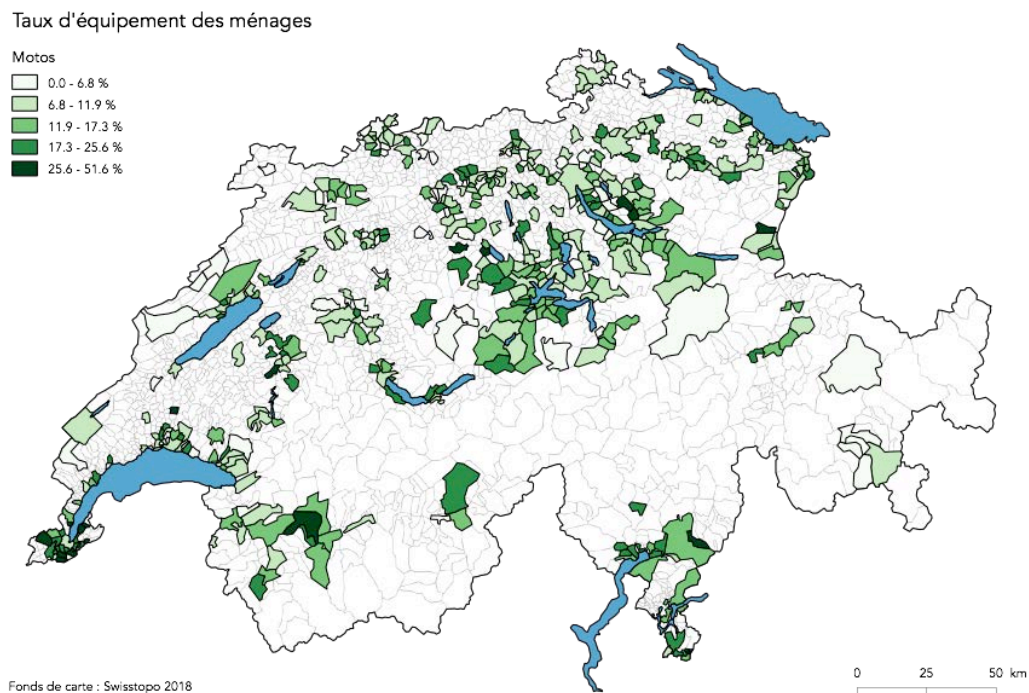 Taux d'équipement des ménages
Motos
0.0 - 6.8 %
6.8 - 11.9 %
11.9 - 17.3 %
17.3 - 25.6 %
25.6 - 51.6 %
Fonds de carte : Swisstopo 2018
0 25 50 km